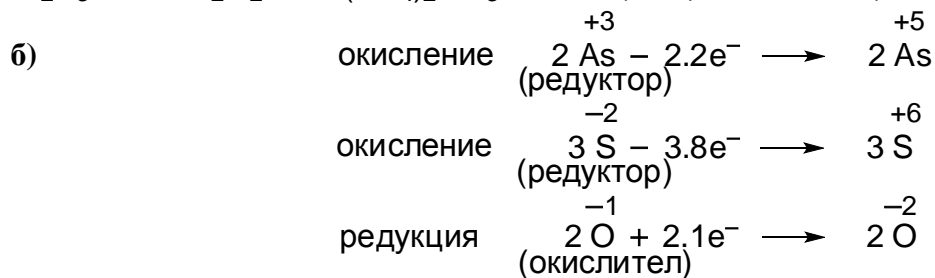 +3 +5
б) окисление 2 As – 2.2e– ⟶ 2 As
(редуктор)
–2 +6
окисление 3 S – 3.8e– ⟶ 3 S
(редуктор)
–1 –2
редукция 2 O + 2.1e– ⟶ 2 O
(окислител)